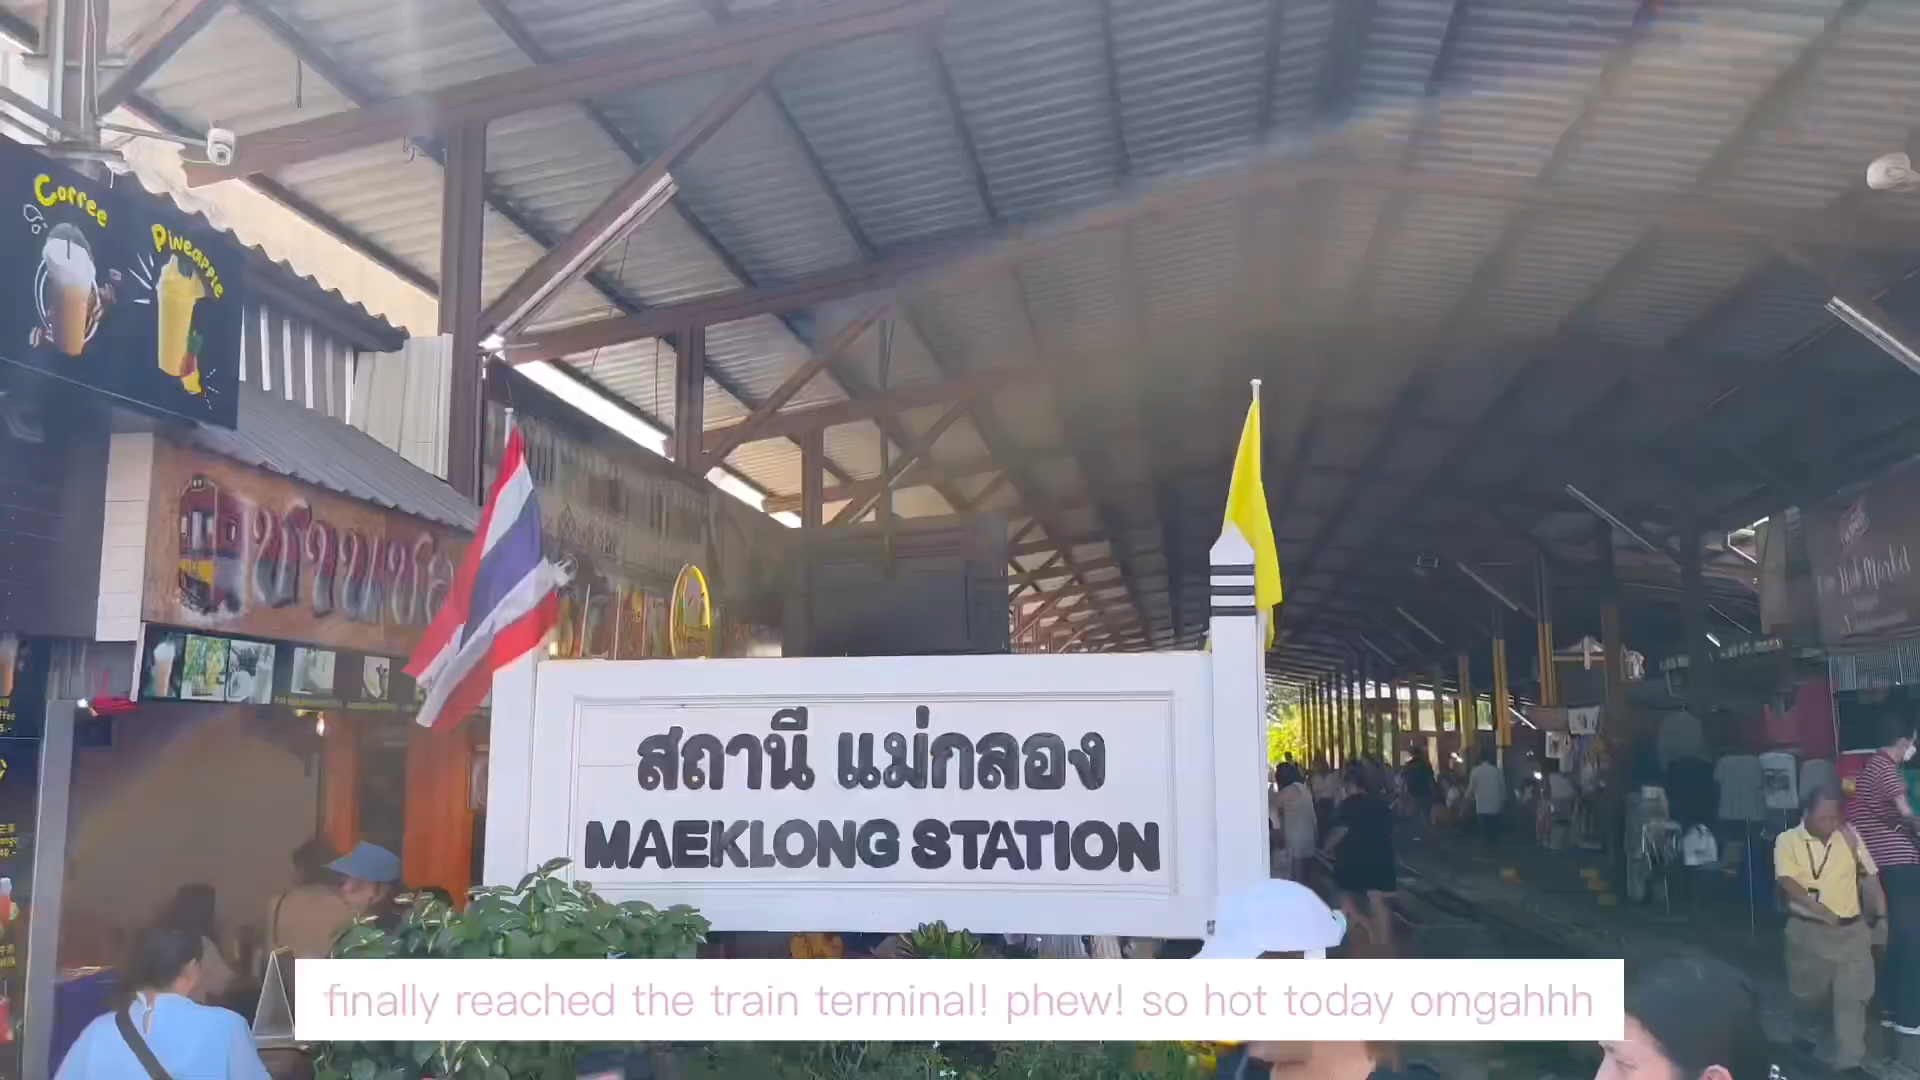 Coffee
Pineapple
สถานี แม่กลอง
MAEKLONG STATION
finally reached the train terminal! phew! so hot today omgahhh